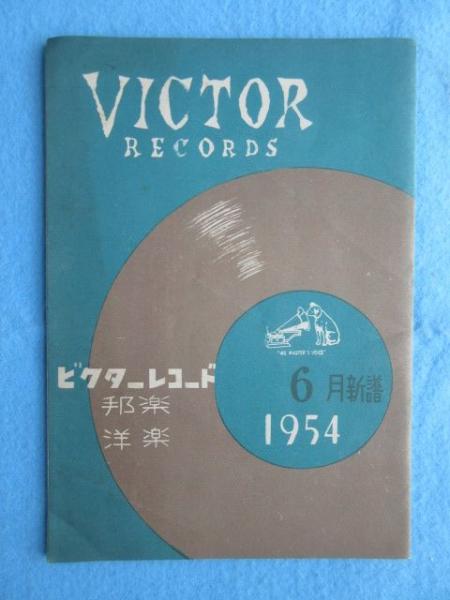 VICTOR
RECORDS
"HIS MASTER'S VOICE"
ビクターレコード
邦楽
洋楽
6月新譜
1954